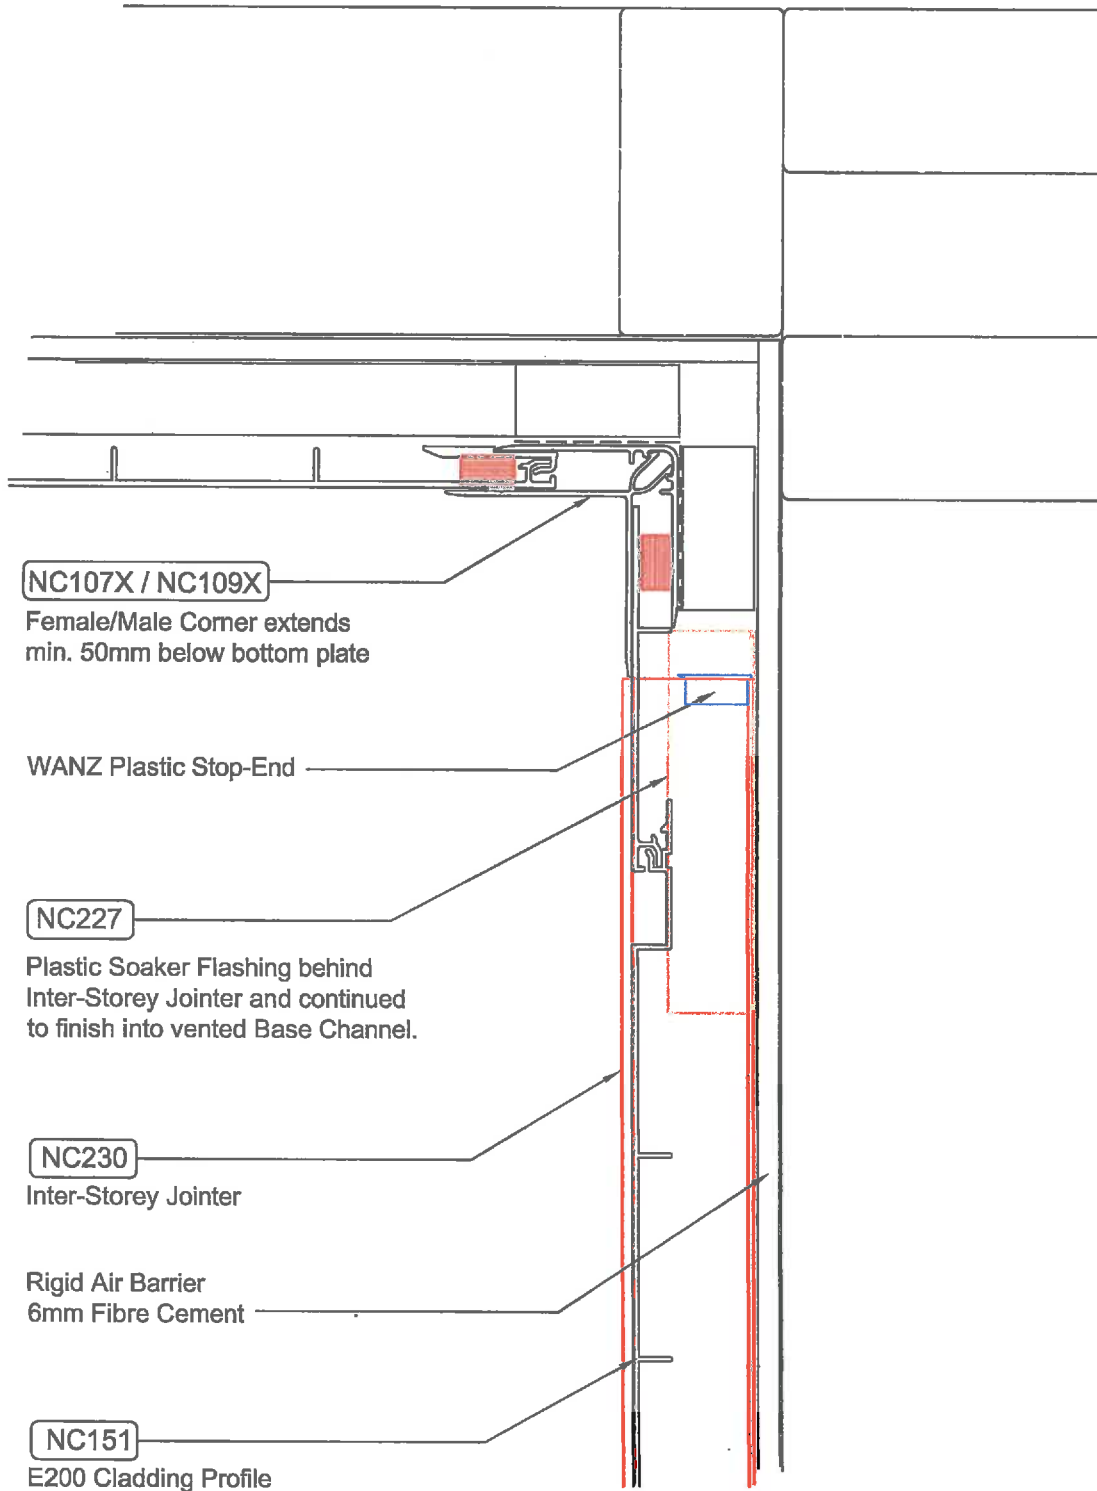 NC107X / NC109X
Female/Male Corner extends
min. 50mm below bottom plate
WANZ Plastic Stop-End
NC227
Plastic Soaker Flashing behind
Inter-Storey Jointer and continued
to finish into vented Base Channel.
NC230
Inter-Storey Jointer
Rigid Air Barrier
6mm Fibre Cement
NC151
E200 Cladding Profile